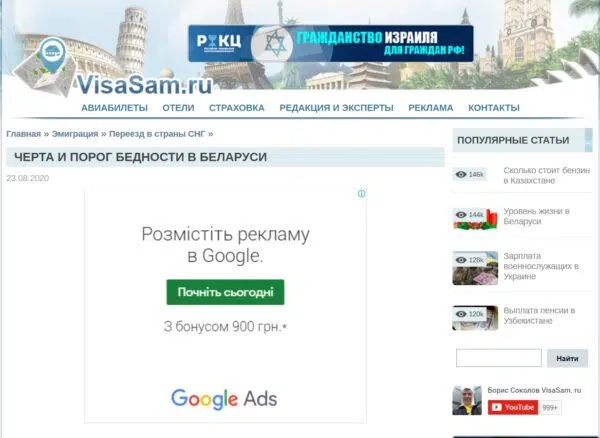 РІКЦ
ГРАЖДАНСТВО ИЗРАИЛЯ
ДЛЯ ГРАЖДАН РФ!
VisaSam.ru
АВИАБИЛЕТЫ ОТЕЛИ СТРАХОВКА РЕДАКЦИЯ И ЭКСПЕРТЫ РЕКЛАМА КОНТАКТЫ
Главная » Эмиграция » Переезд в страны СНГ »
ЧЕРТА И ПОРОГ БЕДНОСТИ В БЕЛАРУСИ
23.08.2020
Розмістіть рекламу
в Google.
Почніть сьогодні
З бонусом 900 грн.*
Google Ads
ПОПУЛЯРНЫЕ СТАТЬИ
146k
Сколько стоит бензин
в Казахстане
144k
Уровень жизни в
Беларуси
128k
Зарплата
военнослужащих в
Украине
120k
Выплата пенсии в
Узбекистане
Найти
Борис Соколов VisaSam. ru
YouTube 999+